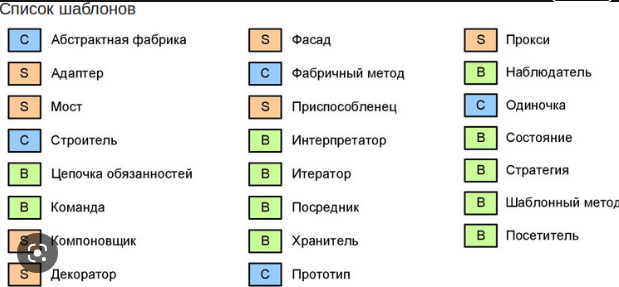 Список шаблонов
C Абстрактная фабрика
S Адаптер
S Мост
C Строитель
B Цепочка обязанностей
B Команда
S Компоновщик
S Декоратор
S Фасад
C Фабричный метод
S Приспособленец
B Интерпретатор
B Итератор
B Посредник
B Хранитель
C Прототип
S Прокси
B Наблюдатель
C Одиночка
B Состояние
B Стратегия
B Шаблонный метод
B Посетитель